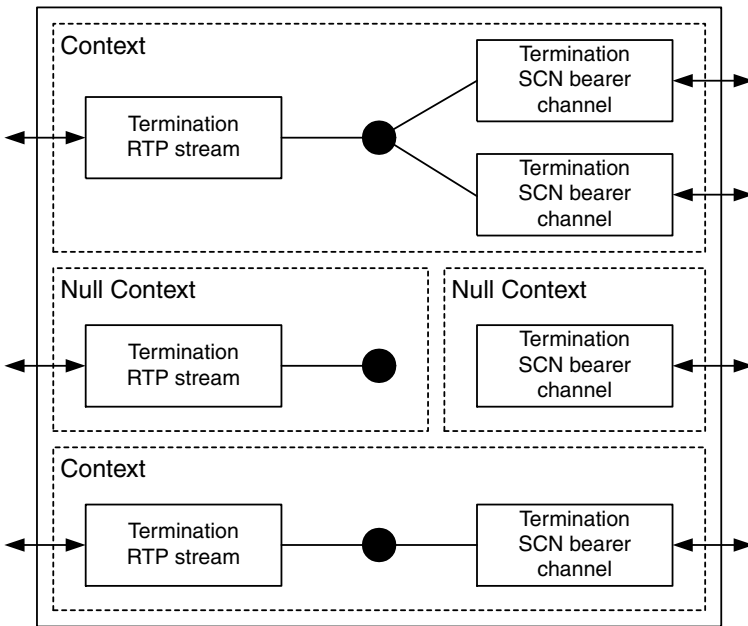 Context
Termination
RTP stream
Termination
SCN bearer
channel
Termination
SCN bearer
channel
Null Context
Termination
RTP stream
Null Context
Termination
SCN bearer
channel
Context
Termination
RTP stream
Termination
SCN bearer
channel